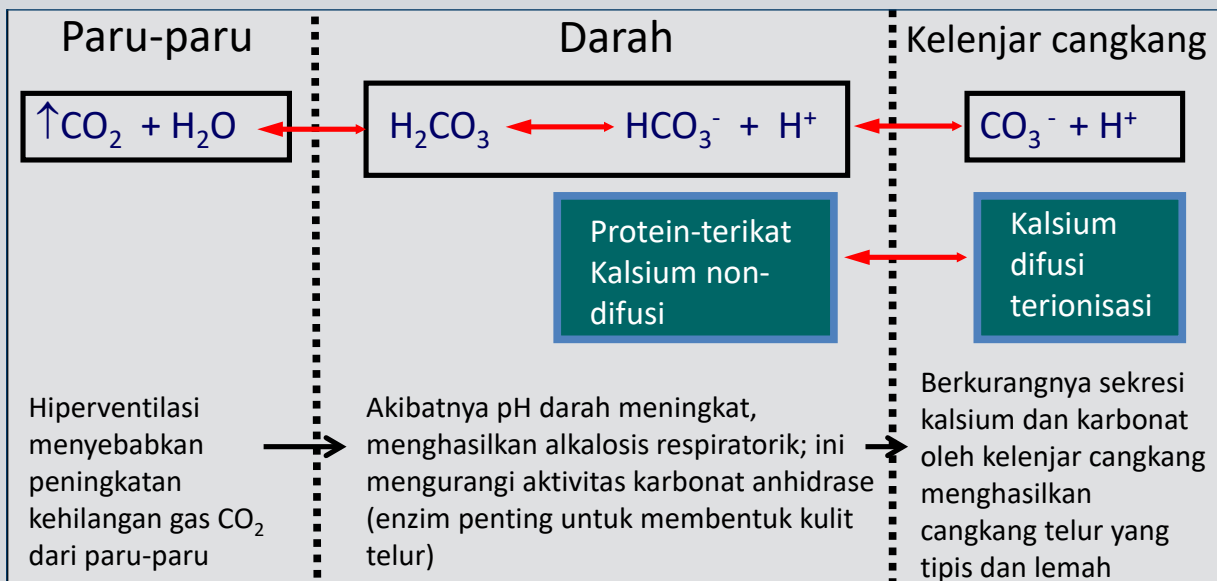 Paru-paru
Darah
Kelenjar cangkang
↑CO₂ + H₂O
H₂CO₃
HCO₃⁻ + H⁺
CO₃⁻ + H⁺
Protein-terikat
Kalsium non-
difusi
Kalsium
difusi
terionisasi
Hiperventilasi
menyebabkan
peningkatan
kehilangan gas CO₂
dari paru-paru
Akibatnya pH darah meningkat,
menghasilkan alkalosis respiratorik; ini
mengurangi aktivitas karbonat anhidrase
(enzim penting untuk membentuk kulit
telur)
Berkurangnya sekresi
kalsium dan karbonat
oleh kelenjar cangkang
menghasilkan
cangkang telur yang
tipis dan lemah